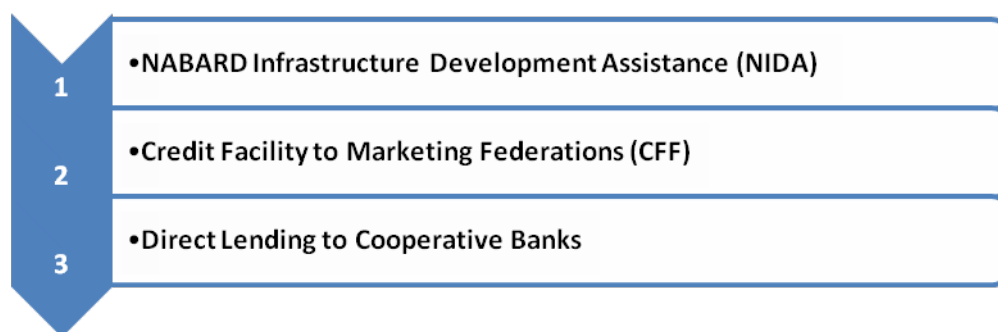 1
•NABARD Infrastructure Development Assistance (NIDA)
2
•Credit Facility to Marketing Federations (CFF)
3
•Direct Lending to Cooperative Banks